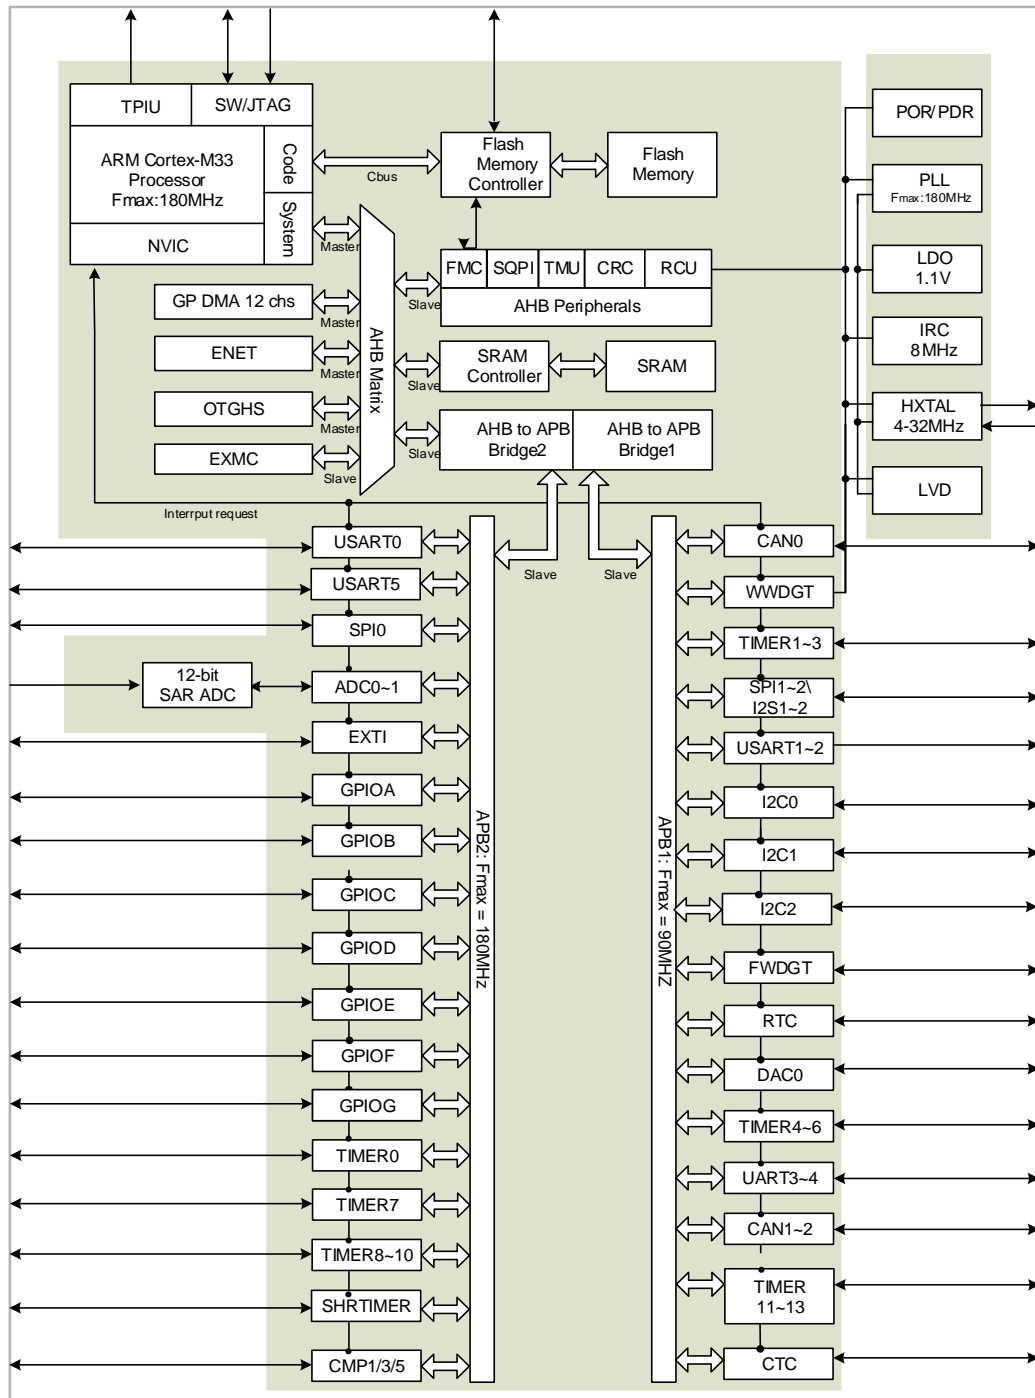 TPIU
SW/JTAG
ARM Cortex-M33
Processor
Fmax:180MHz
Code
System
NVIC
Cbus
Flash
Memory
Controller
Flash
Memory
POR/PDR
PLL
Fmax:180MHz
LDO
1.1V
IRC
8MHz
HXTAL
4-32MHz
LVD
Master
FMC
SQPI
TMU
CRC
RCU
AHB Peripherals
Slave
GP DMA 12 chs
Master
ENET
Master
AHB Matrix
SRAM
Controller
SRAM
Slave
OTGHS
Master
AHB to APB
Bridge2
AHB to APB
Bridge1
Slave
EXMC
Slave
Interrput request
Slave
Slave
USART0
USART5
SPI0
12-bit
SAR ADC
ADC0~1
EXTI
GPIOA
GPIOB
GPIOC
GPIOD
GPIOE
GPIOF
GPIOG
TIMER0
TIMER7
TIMER8~10
SHRTIMER
CMP1/3/5
APB2: Fmax = 180MHz
APB1: Fmax = 90MHZ
CAN0
WWDGT
TIMER1~3
SPI1~2\
I2S1~2
USART1~2
I2C0
I2C1
I2C2
FWDGT
RTC
DAC0
TIMER4~6
UART3~4
CAN1~2
TIMER
11~13
CTC